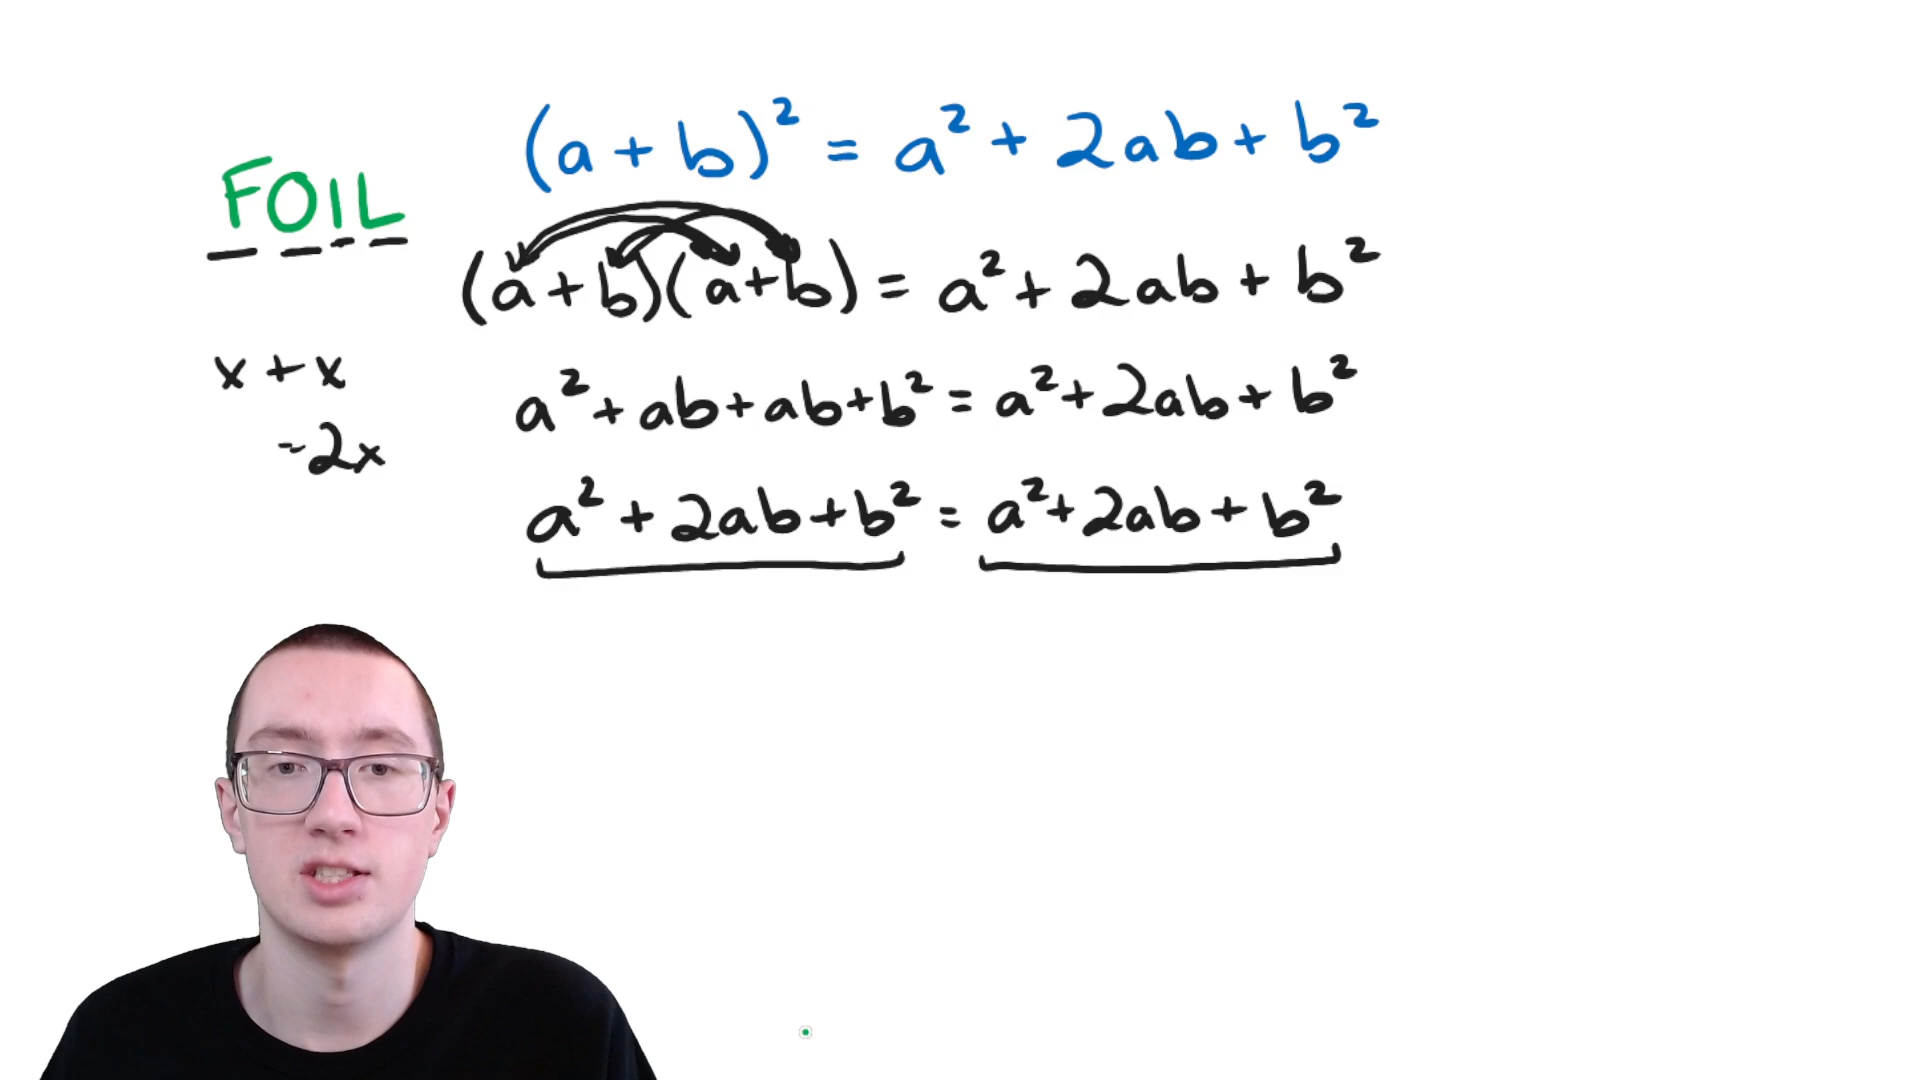 (a + b)² = a² + 2ab + b²
FOIL
(a + b)(a + b) = a² + 2ab + b²
x + x
= 2x
a² + ab + ab + b² = a² + 2ab + b²
a² + 2ab + b² = a² + 2ab + b²